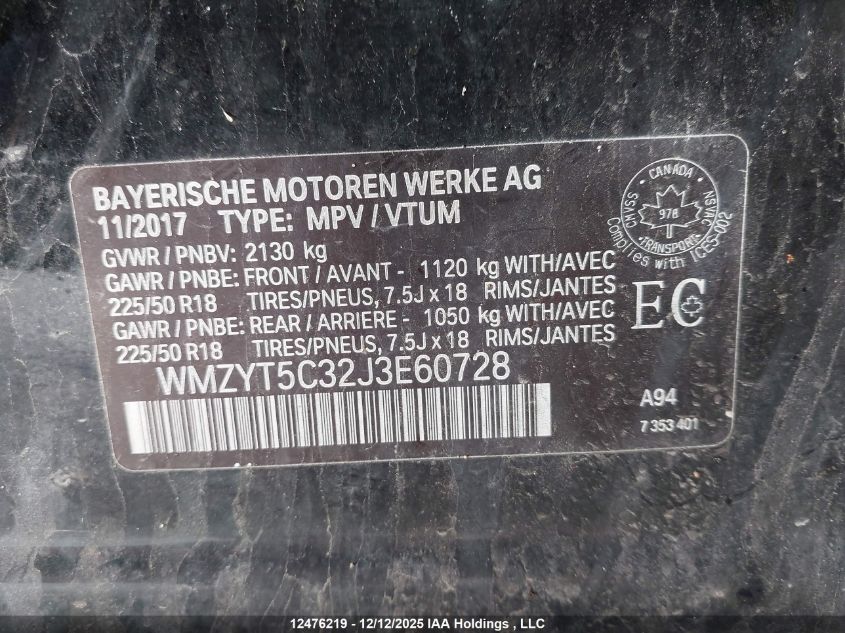 BAYERISCHE MOTOREN WERKE AG
11/2017 TYPE: MPV / VTUM
GVWR / PNBV: 2130 kg
GAWR / PNBE: FRONT / AVANT - 1120 kg WITH/AVEC
225/50 R18 TIRES/PNEUS, 7.5J x 18 RIMS/JANTES
GAWR / PNBE: REAR / ARRIERE - 1050 kg WITH/AVEC
225/50 R18 TIRES/PNEUS, 7.5J x 18 RIMS/JANTES
WMZYT5C32J3E60728
CANADA
CMVSS
NSVAC
978
TRANSPORT
Complies with ICES-002
EC
A94
7 353 401
12476219 - 12/12/2025 IAA Holdings , LLC